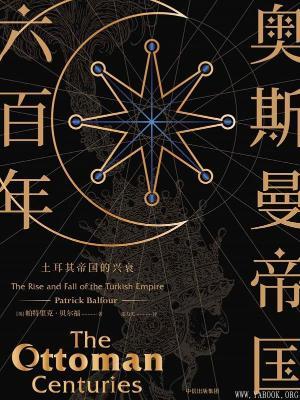 奥斯曼帝国
六百年
土耳其帝国的兴衰
The Rise and Fall of the Turkish Empire
Patrick Balfour
[英]帕特里克·贝尔福
The
Ottoman
Centuries
中信出版集团
WWW.YABOOK.ORG